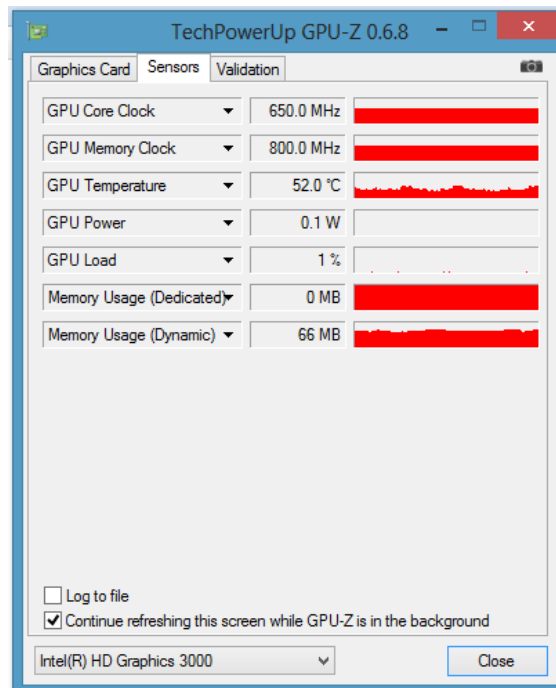 TechPowerUp GPU-Z 0.6.8
Graphics Card Sensors Validation
GPU Core Clock 650.0 MHz
GPU Memory Clock 800.0 MHz
GPU Temperature 52.0 °C
GPU Power 0.1 W
GPU Load 1 %
Memory Usage (Dedicated) 0 MB
Memory Usage (Dynamic) 66 MB
Log to file
Continue refreshing this screen while GPU-Z is in the background
Intel(R) HD Graphics 3000 Close